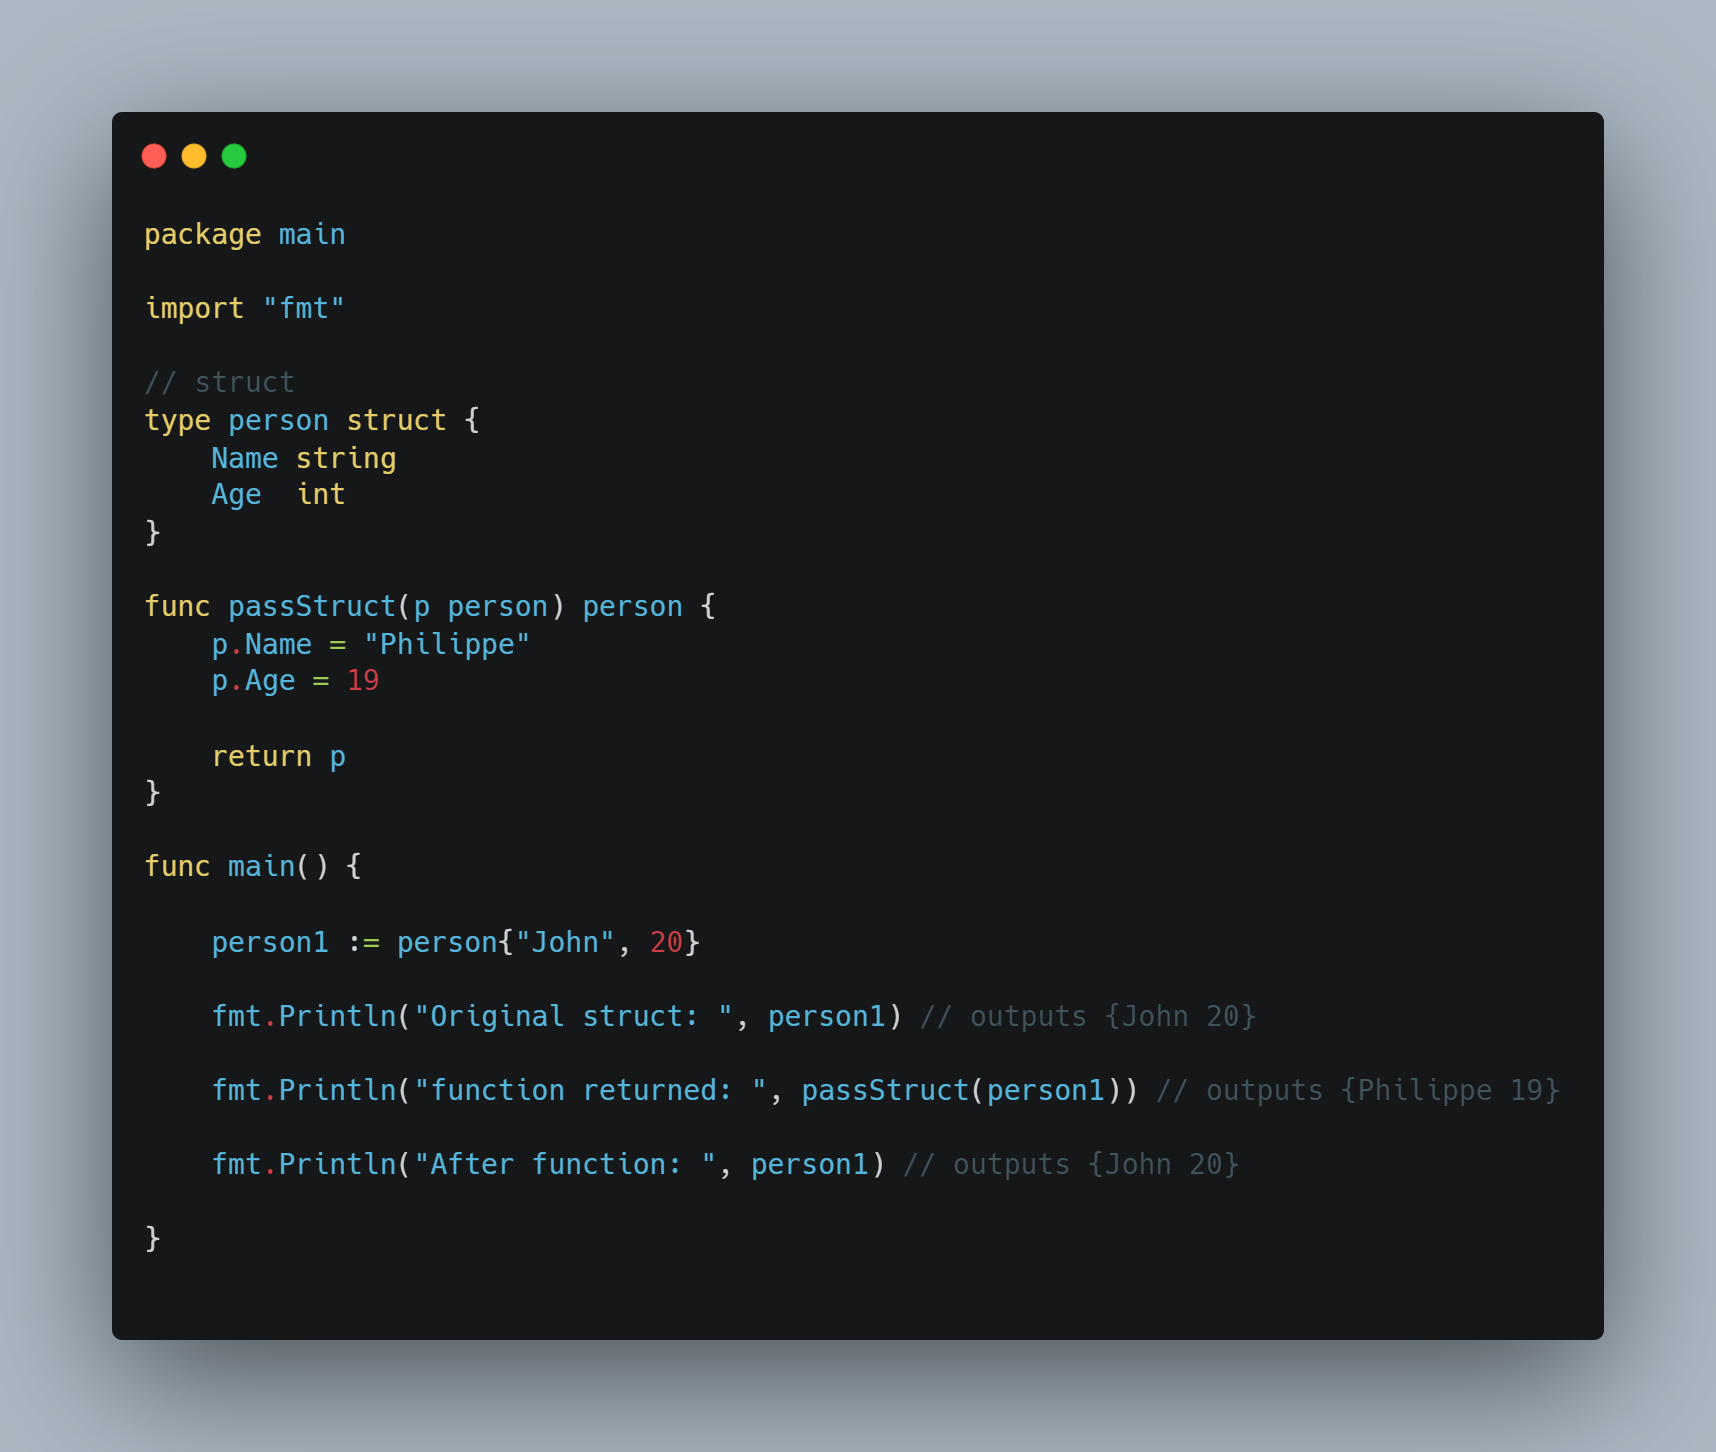 package main
import "fmt"
// struct
type person struct {
    Name string
    Age  int
}
func passStruct(p person) person {
    p.Name = "Philippe"
    p.Age = 19
    return p
}
func main() {
    person1 := person{"John", 20}
    fmt.Println("Original struct: ", person1) // outputs {John 20}
    fmt.Println("function returned: ", passStruct(person1)) // outputs {Philippe 19}
    fmt.Println("After function: ", person1) // outputs {John 20}
}